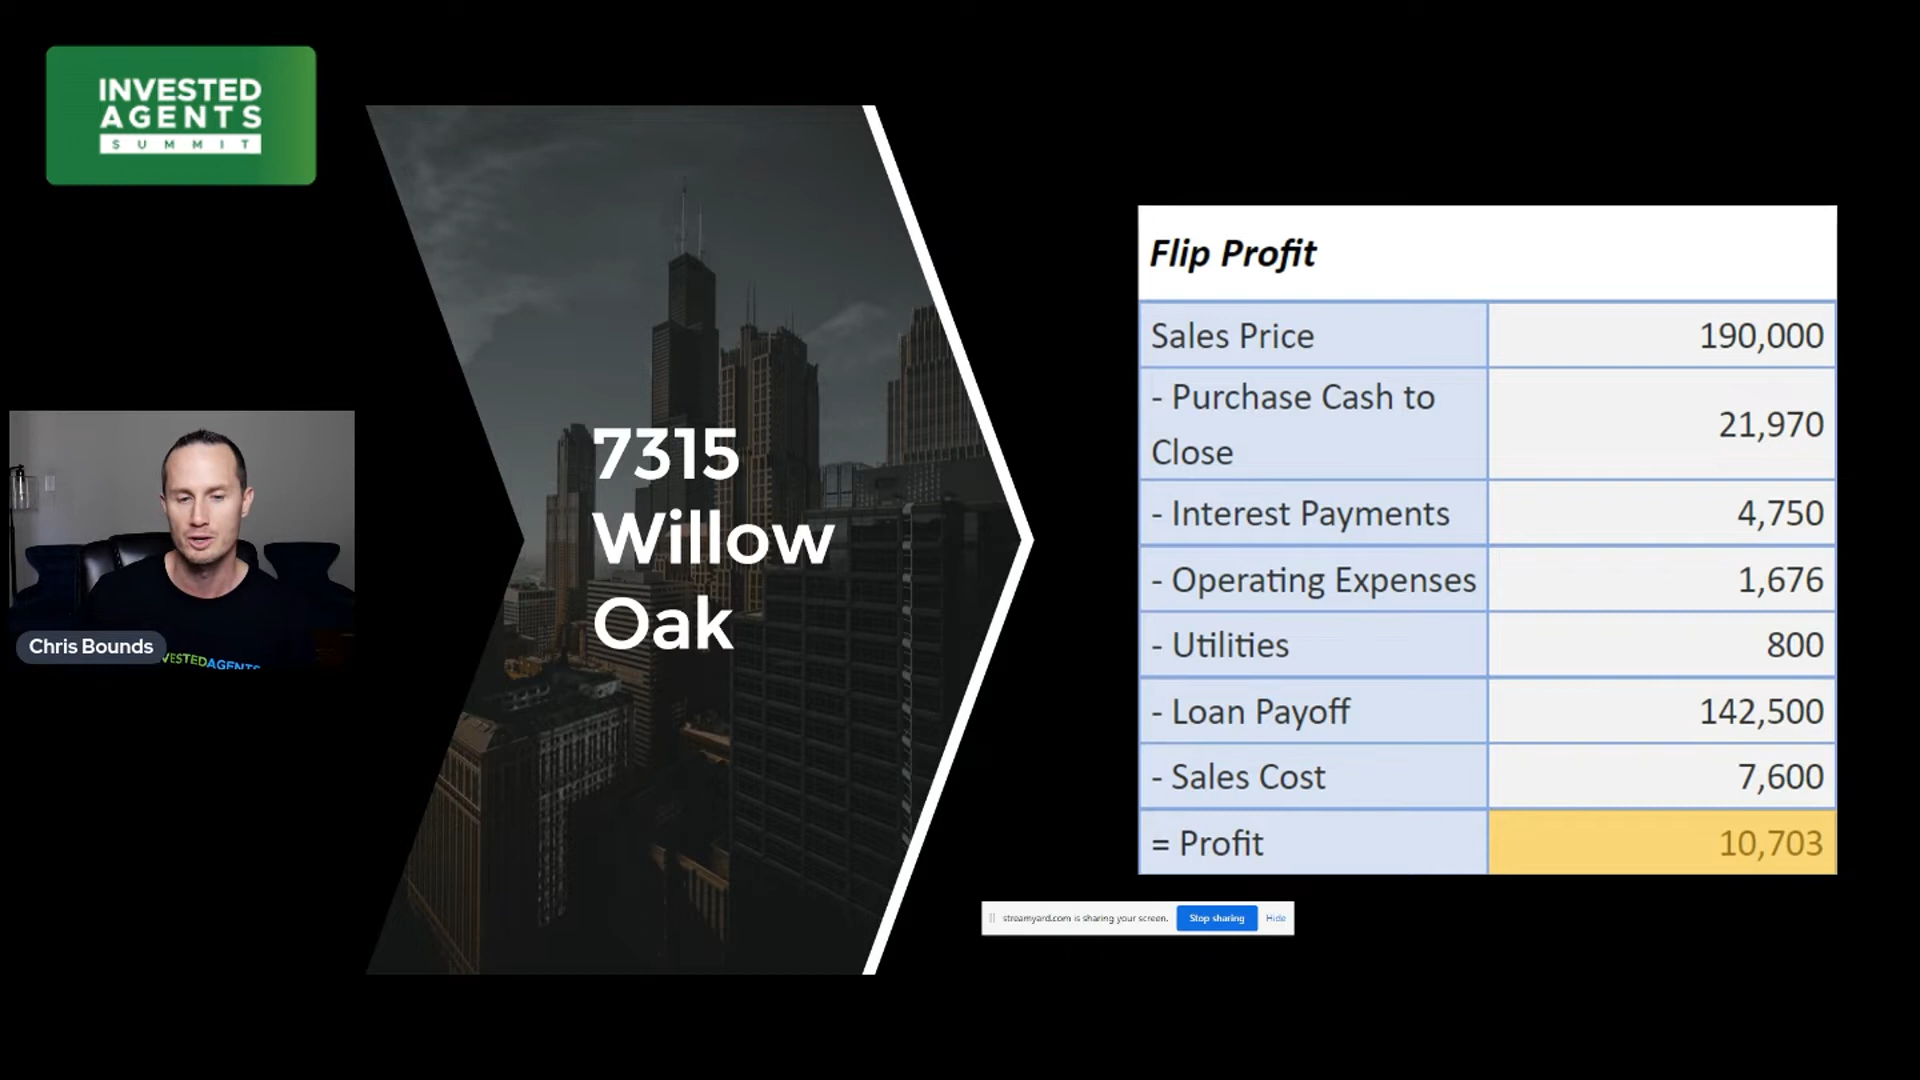 INVESTED
AGENTS
SUMMIT
Chris Bounds
VESTEDAGENTS
7315
Willow
Oak
Flip Profit
Sales Price 190,000
- Purchase Cash to
Close 21,970
- Interest Payments 4,750
- Operating Expenses 1,676
- Utilities 800
- Loan Payoff 142,500
- Sales Cost 7,600
= Profit 10,703
streamyard.com is sharing your screen. Stop sharing Hide